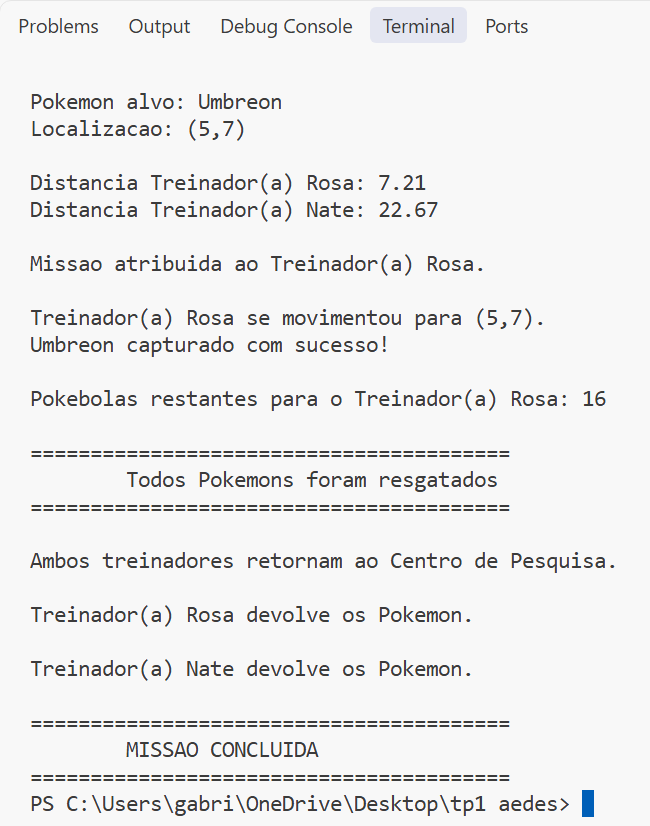 Problems Output Debug Console Terminal Ports
Pokemon alvo: Umbreon
Localizacao: (5,7)
Distancia Treinador(a) Rosa: 7.21
Distancia Treinador(a) Nate: 22.67
Missao atribuida ao Treinador(a) Rosa.
Treinador(a) Rosa se movimentou para (5,7).
Umbreon capturado com sucesso!
Pokebolas restantes para o Treinador(a) Rosa: 16
========================================
Todos Pokemons foram resgatados
========================================
Ambos treinadores retornam ao Centro de Pesquisa.
Treinador(a) Rosa devolve os Pokemon.
Treinador(a) Nate devolve os Pokemon.
========================================
MISSAO CONCLUIDA
========================================
PS C:\Users\gabri\OneDrive\Desktop\tp1 aedes>